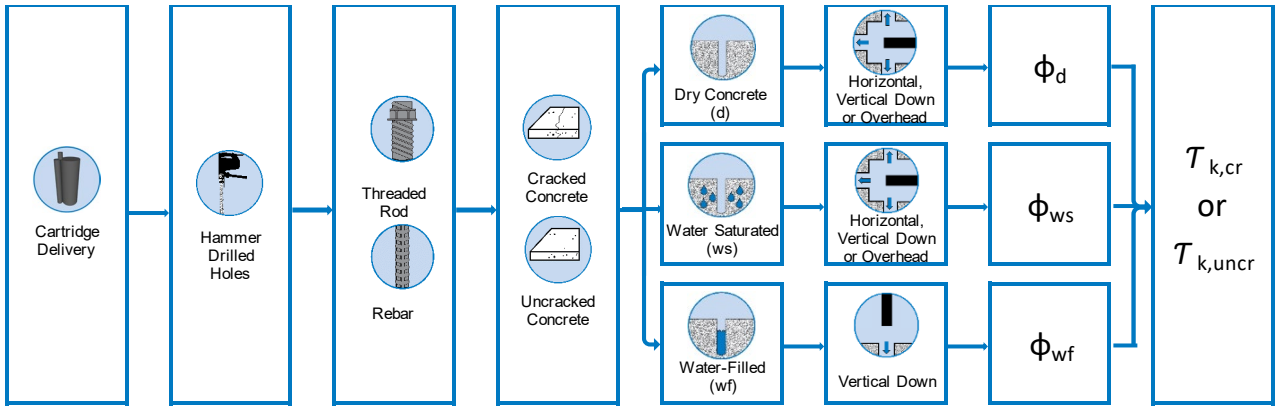 Cartridge
Delivery
Hammer
Drilled
Holes
Threaded
Rod
Rebar
Cracked
Concrete
Uncracked
Concrete
Dry Concrete
(d)
Horizontal,
Vertical Down
or Overhead
ϕd
Water Saturated
(ws)
Horizontal,
Vertical Down
or Overhead
ϕws
Water-Filled
(wf)
Vertical Down
ϕwf
τ k,cr
or
τ k,uncr